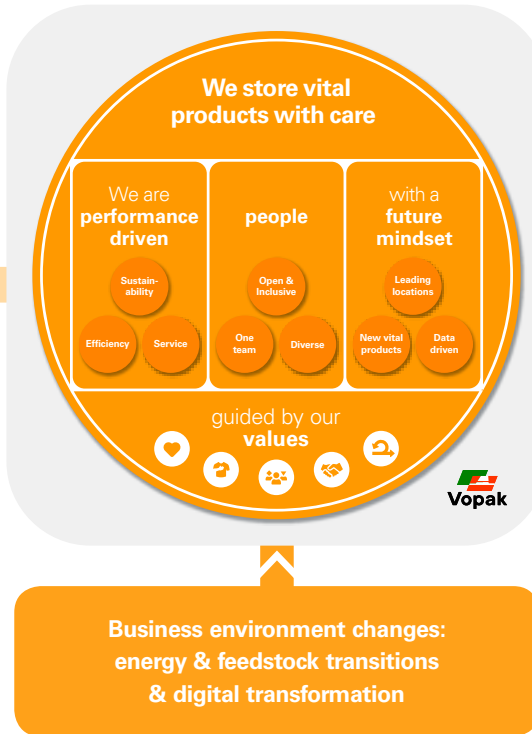 We store vital
products with care
We are
performance
driven
Sustain-
ability
Efficiency
Service
people
Open &
Inclusive
One
team
Diverse
with a
future
mindset
Leading
locations
New vital
products
Data
driven
guided by our
values
Vopak
Business environment changes:
energy & feedstock transitions
& digital transformation